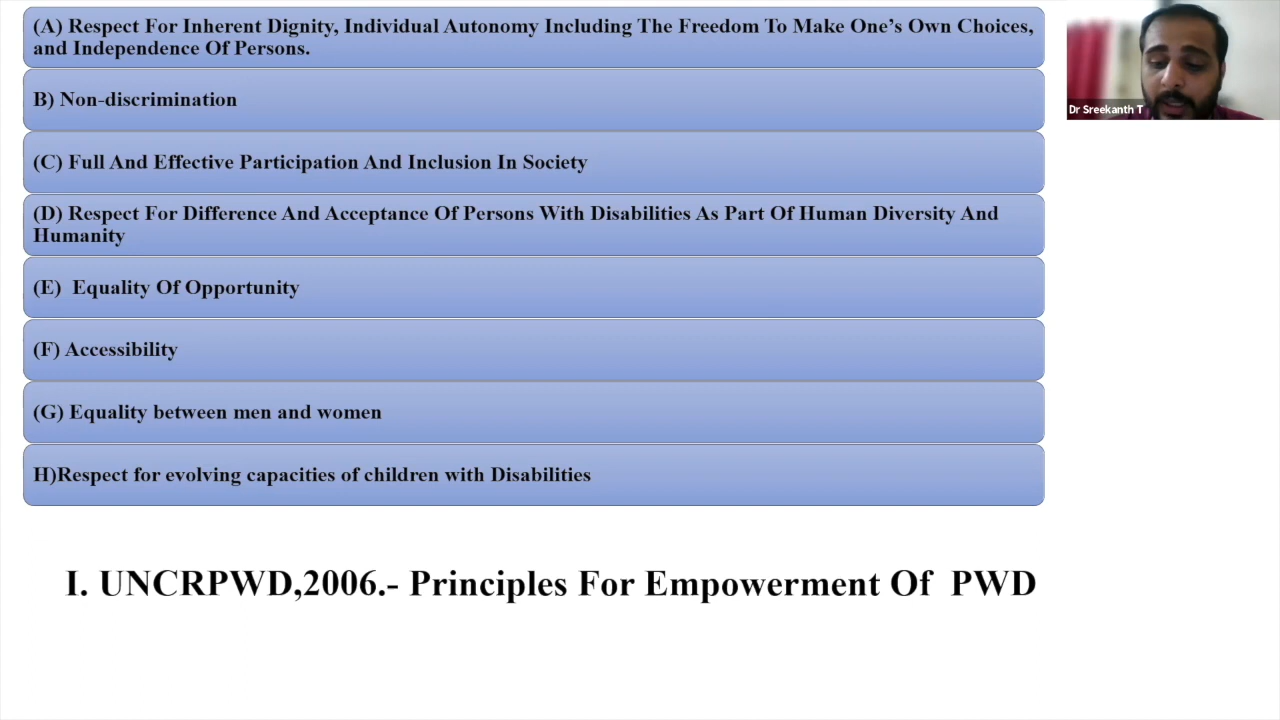 (A) Respect For Inherent Dignity, Individual Autonomy Including The Freedom To Make One’s Own Choices,
and Independence Of Persons.
B) Non-discrimination
(C) Full And Effective Participation And Inclusion In Society
(D) Respect For Difference And Acceptance Of Persons With Disabilities As Part Of Human Diversity And
Humanity
(E)  Equality Of Opportunity
(F) Accessibility
(G) Equality between men and women
H)Respect for evolving capacities of children with Disabilities
I. UNCRPWD,2006.- Principles For Empowerment Of  PWD
Dr Sreekanth T